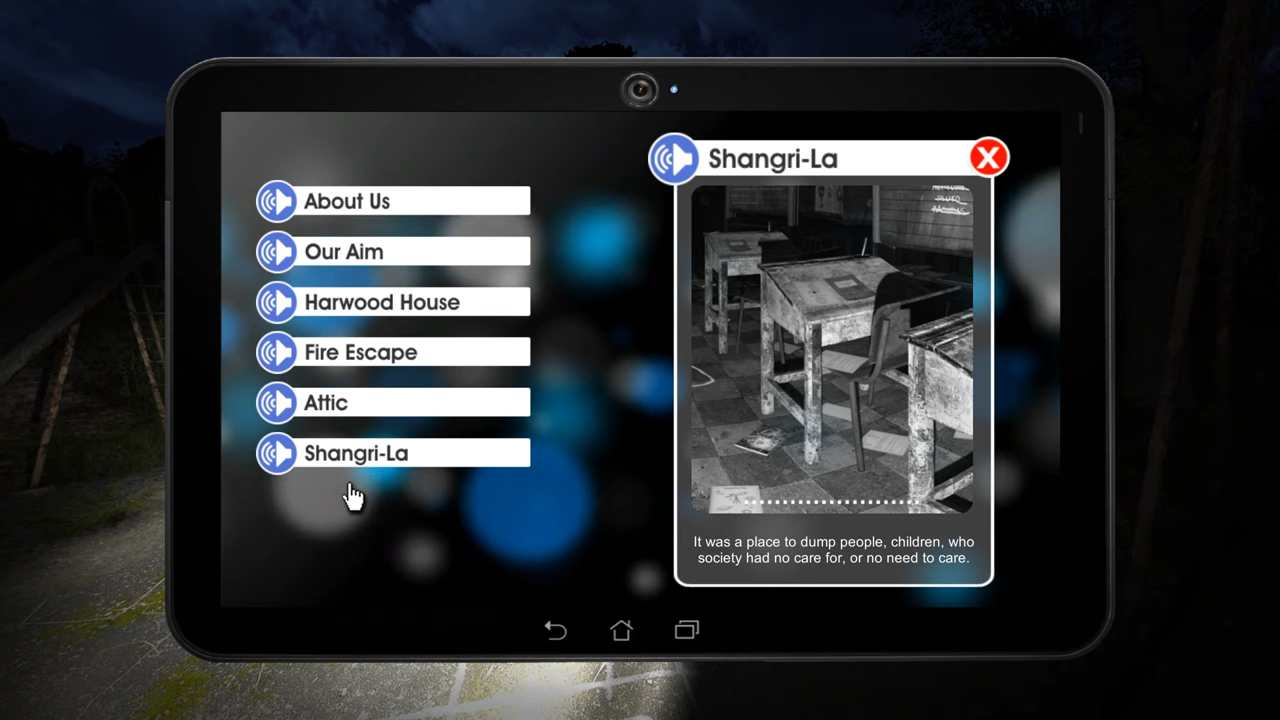 About Us
Our Aim
Harwood House
Fire Escape
Attic
Shangri-La
Shangri-La
PLUTO
It was a place to dump people, children, who
society had no care for, or no need to care.